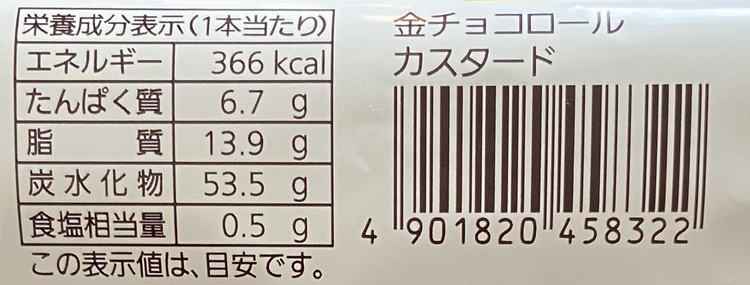 栄養成分表示(1本当たり)
エネルギー 366 kcal
たんぱく質 6.7 g
脂質 13.9 g
炭水化物 53.5 g
食塩相当量 0.5 g
この表示値は、目安です。
金チョコロール
カスタード
4 901820 458322